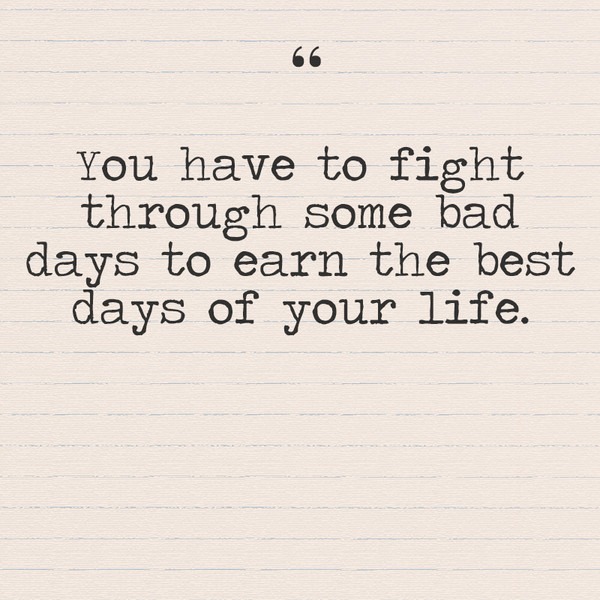 “
You have to fight
through some bad
days to earn the best
days of your life.